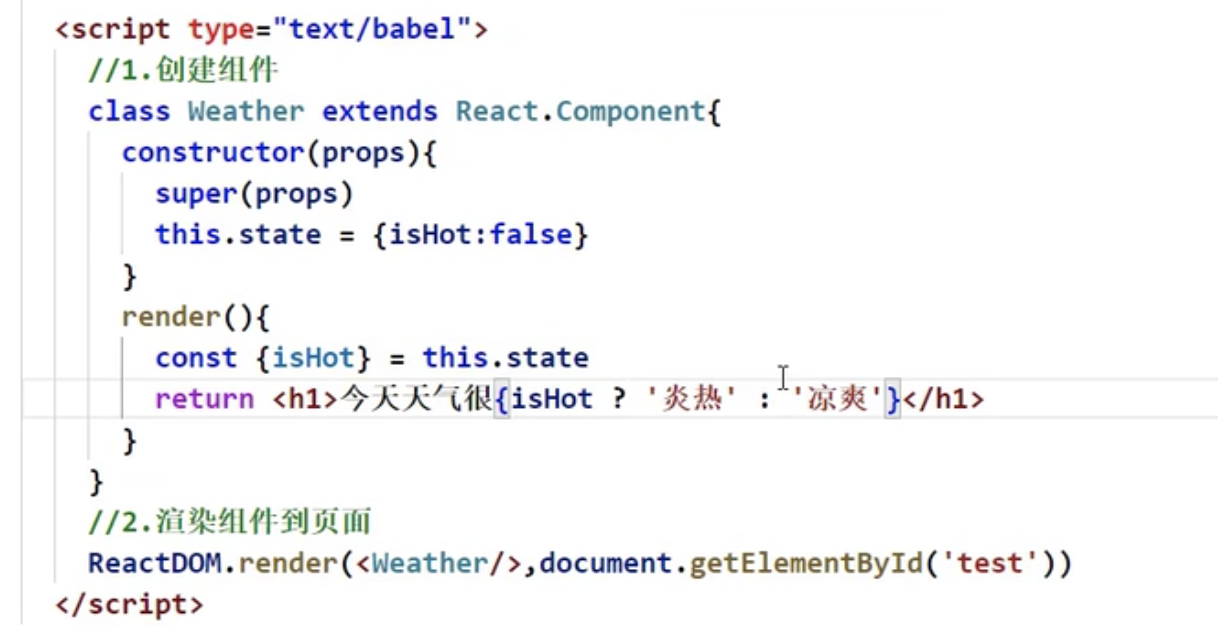 <script type="text/babel">
//1.创建组件
class Weather extends React.Component{
constructor(props){
super(props)
this.state = {isHot:false}
}
render(){
const {isHot} = this.state
return <h1>今天天气很{isHot ? '炎热' : '凉爽'}</h1>
}
}
//2.渲染组件到页面
ReactDOM.render(<Weather/>,document.getElementById('test'))
</script>